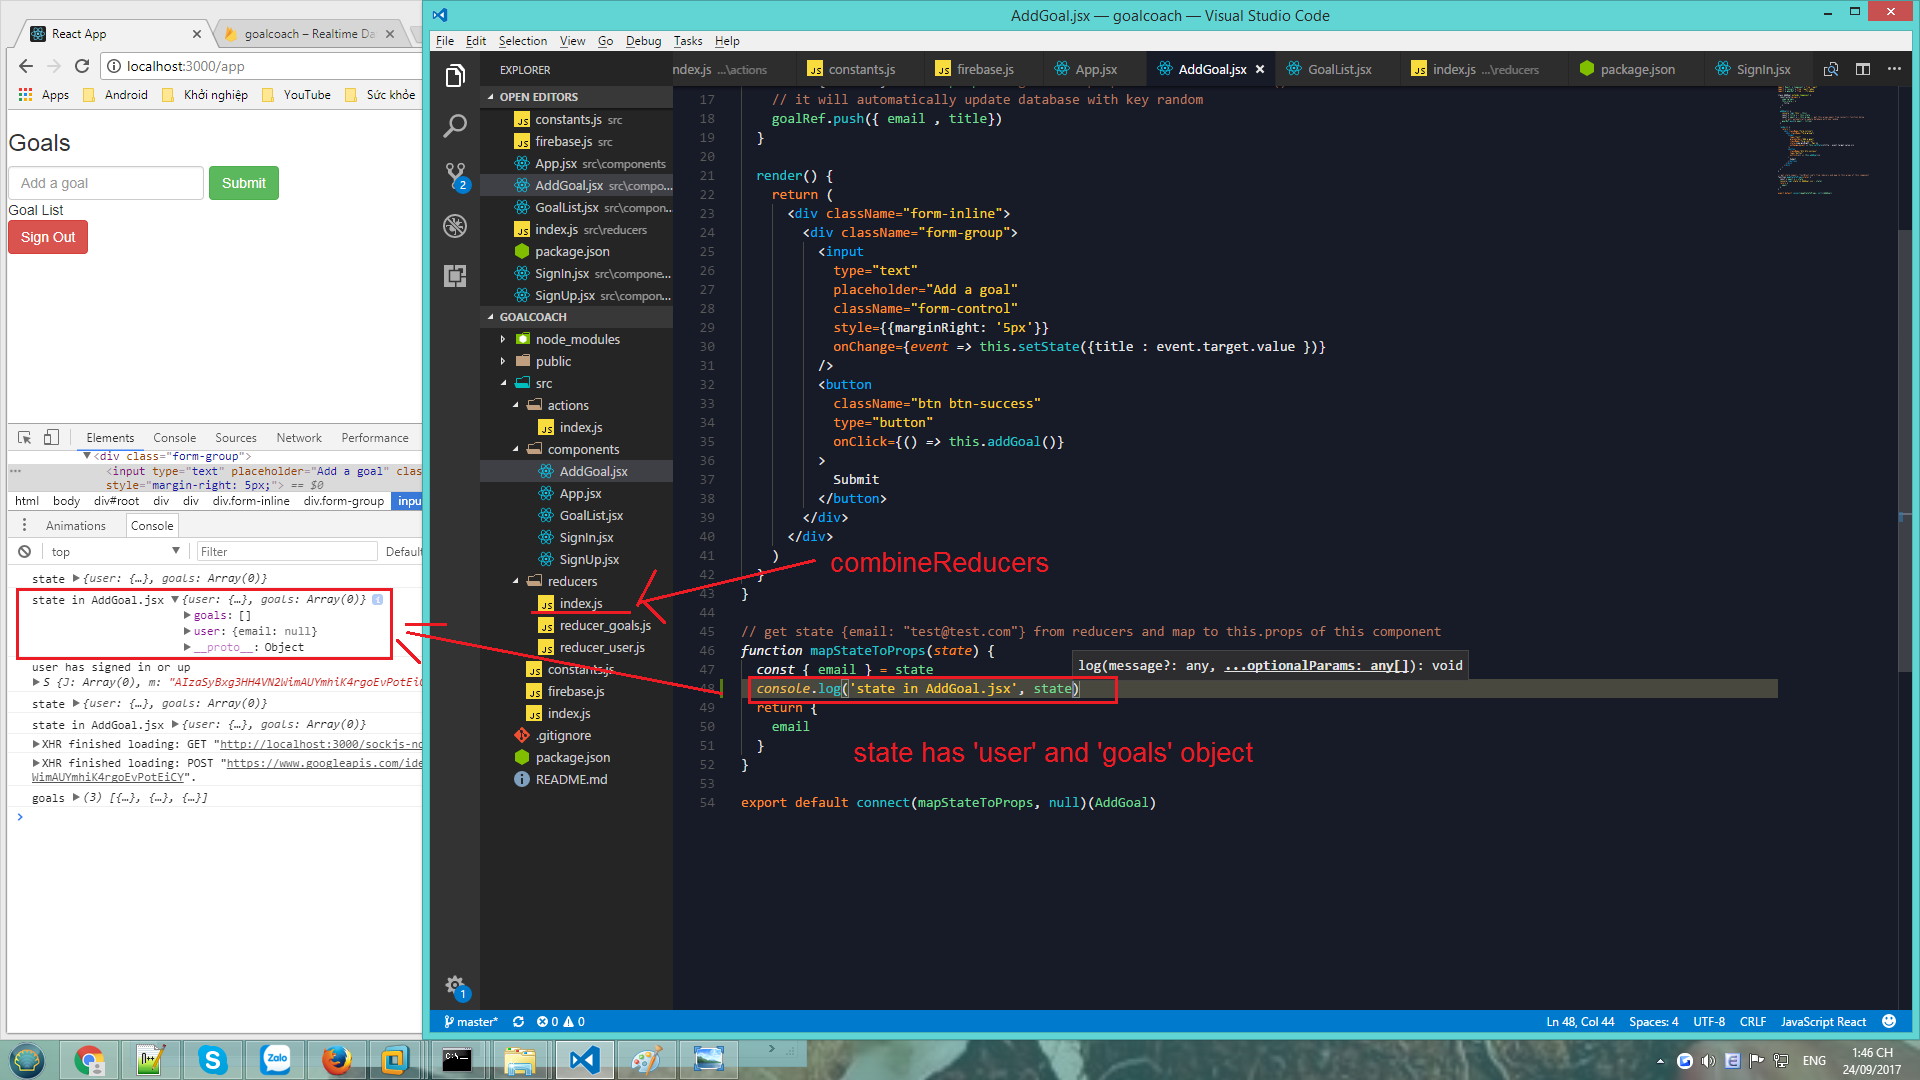 React App
goalcoach – Realtime Da
localhost:3000/app
Apps
Android
Khởi nghiệp
YouTube
Sức khỏe
Goals
Add a goal
Submit
Goal List
Sign Out
Elements
Console
Sources
Network
Performance
<div class="form-group">
<input type="text" placeholder="Add a goal" clas
style="margin-right: 5px;"> == $0
html body div#root div div div.form-inline div.form-group inpu
Animations
Console
top
Filter
Default
state {user: {…}, goals: Array(0)}
state in AddGoal.jsx {user: {…}, goals: Array(0)}
goals: []
user: {email: null}
__proto__: Object
user has signed in or up
S {J: Array(0), m: "AIzaSyBxg3HH4VN2WimAUYmhiK4rgoEvPotEiC
state {user: {…}, goals: Array(0)}
state in AddGoal.jsx {user: {…}, goals: Array(0)}
XHR finished loading: GET "http://localhost:3000/sockjs-no
XHR finished loading: POST "https://www.googleapis.com/ide
WimAUYmhiK4rgoEvPotEiCY".
goals (3) [{…}, {…}, {…}]
AddGoal.jsx — goalcoach — Visual Studio Code
File Edit Selection View Go Debug Tasks Help
EXPLORER
OPEN EDITORS
constants.js src
firebase.js src
App.jsx src\components
AddGoal.jsx src\compo...
GoalList.jsx src\compon...
index.js src\reducers
package.json
SignIn.jsx src\compone...
SignUp.jsx src\compon...
GOALCOACH
node_modules
public
src
actions
index.js
components
AddGoal.jsx
App.jsx
GoalList.jsx
SignIn.jsx
SignUp.jsx
reducers
index.js
reducer_goals.js
reducer_user.js
constants.js
firebase.js
index.js
.gitignore
package.json
README.md
2
1
ndex.js ...\actions
constants.js
firebase.js
App.jsx
AddGoal.jsx
GoalList.jsx
index.js ...\reducers
package.json
SignIn.jsx
17 // it will automatically update database with key random
18 goalRef.push({ email , title})
19 }
20
21 render() {
22 return (
23 <div className="form-inline">
24 <div className="form-group">
25 <input
26 type="text"
27 placeholder="Add a goal"
28 className="form-control"
29 style={{marginRight: '5px'}}
30 onChange={event => this.setState({title : event.target.value })}
31 />
32 <button
33 className="btn btn-success"
34 type="button"
35 onClick={() => this.addGoal()}
36 >
37 Submit
38 </button>
39 </div>
40 </div>
41 )
42 }
43 }
44
45 // get state {email: "test@test.com"} from reducers and map to this.props of this component
46 function mapStateToProps(state) {
47 const { email } = state
48 console.log('state in AddGoal.jsx', state)
49 return {
50 email
51 }
52 }
53
54 export default connect(mapStateToProps, null)(AddGoal)
log(message?: any, ...optionalParams: any[]): void
combineReducers
state has 'user' and 'goals' object
master*
0 0
Ln 48, Col 44
Spaces: 4
UTF-8
CRLF
JavaScript React
Zalo
ENG
1:46 CH
24/09/2017